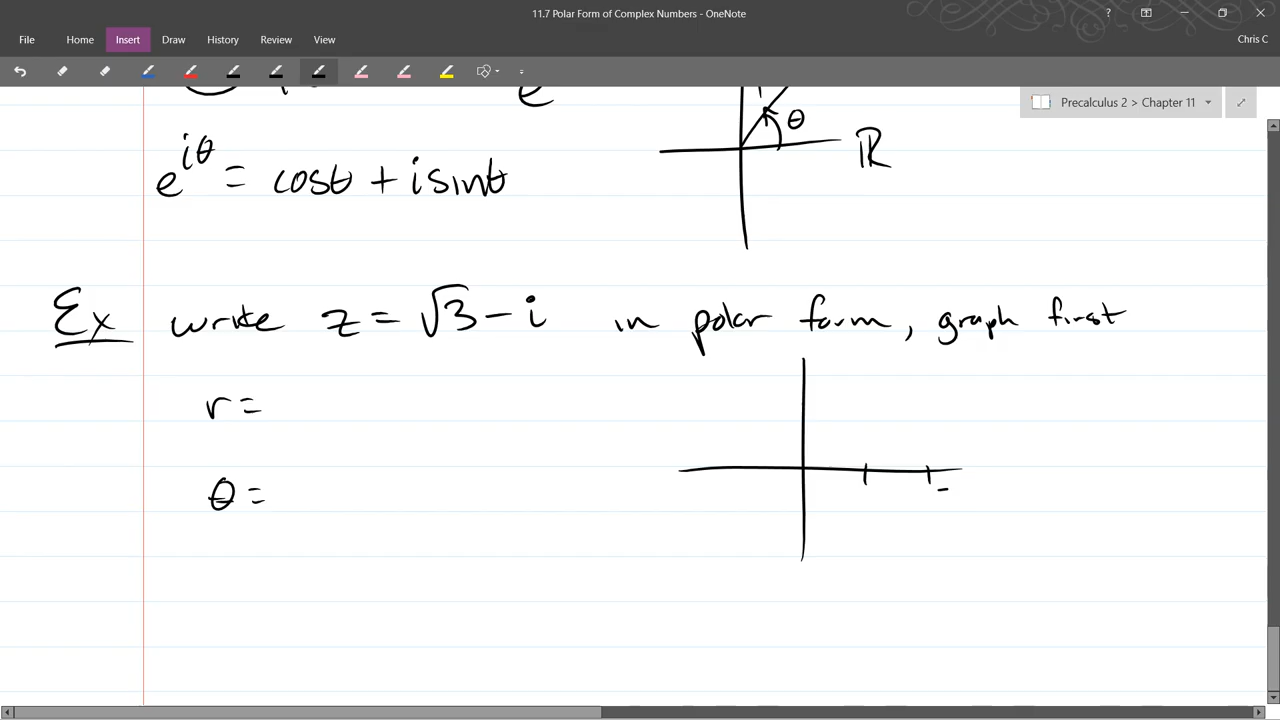 11.7 Polar Form of Complex Numbers - OneNote
?
File Home Insert Draw History Review View
Chris C
Precalculus 2 > Chapter 11
e
θ
ℝ
e^{iθ} = cosθ + i sinθ
Ex write z = √3 - i in polar form, graph first
r =
θ =